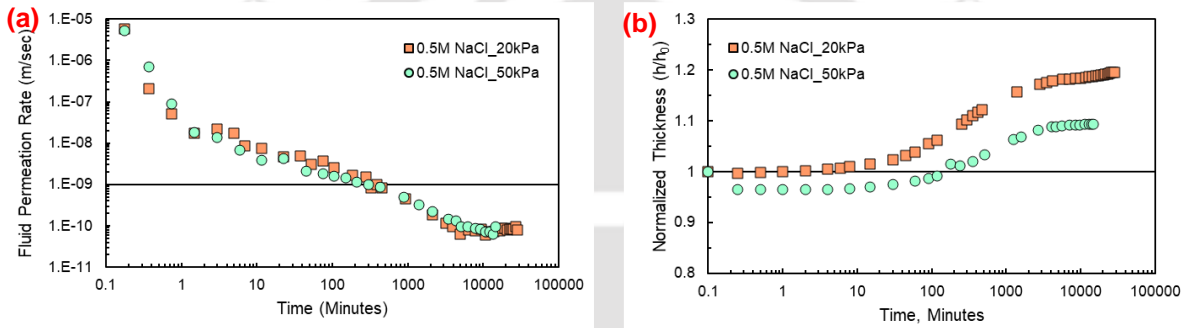 (a)
Fluid Permeation Rate (m/sec)
1.E-05
1.E-06
1.E-07
1.E-08
1.E-09
1.E-10
1.E-11
0.1 1 10 100 1000 10000 100000
Time (Minutes)
0.5M NaCl_20kPa
0.5M NaCl_50kPa
(b)
Normalized Thickness (h/h₀)
1.3
1.2
1.1
1
0.9
0.8
0.1 1 10 100 1000 10000 100000
Time, Minutes
0.5M NaCl_20kPa
0.5M NaCl_50kPa